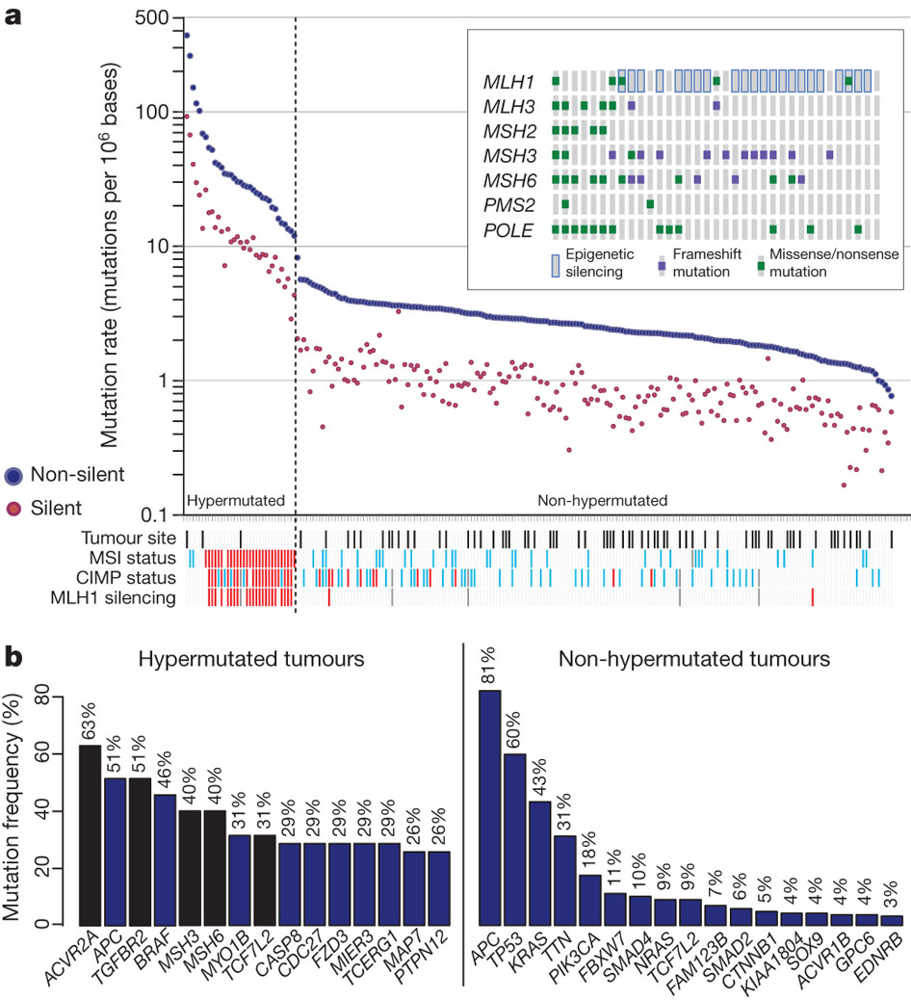 a
Mutation rate (mutations per 10⁶ bases)
500
100
10
1
0.1
MLH1
MLH3
MSH2
MSH3
MSH6
PMS2
POLE
Epigenetic
silencing
Frameshift
mutation
Missense/nonsense
mutation
Non-silent
Silent
Hypermutated
Non-hypermutated
Tumour site
MSI status
CIMP status
MLH1 silencing
b
Hypermutated tumours
Mutation frequency (%)
80
60
40
20
0
63%
51%
51%
46%
40%
40%
31%
31%
29%
29%
29%
29%
29%
26%
26%
ACVR2A
APC
TGFBR2
BRAF
MSH3
MSH6
MYO1B
TCF7L2
CASP8
CDC27
FZD3
MIER3
TCERG1
MAP7
PTPN12
Non-hypermutated tumours
81%
60%
43%
31%
18%
11%
10%
9%
9%
7%
6%
5%
4%
4%
4%
4%
3%
APC
TP53
KRAS
TTN
PIK3CA
FBXW7
SMAD4
NRAS
TCF7L2
FAM123B
SMAD2
CTNNB1
KIAA1804
SOX9
ACVR1B
GPC6
EDNRB